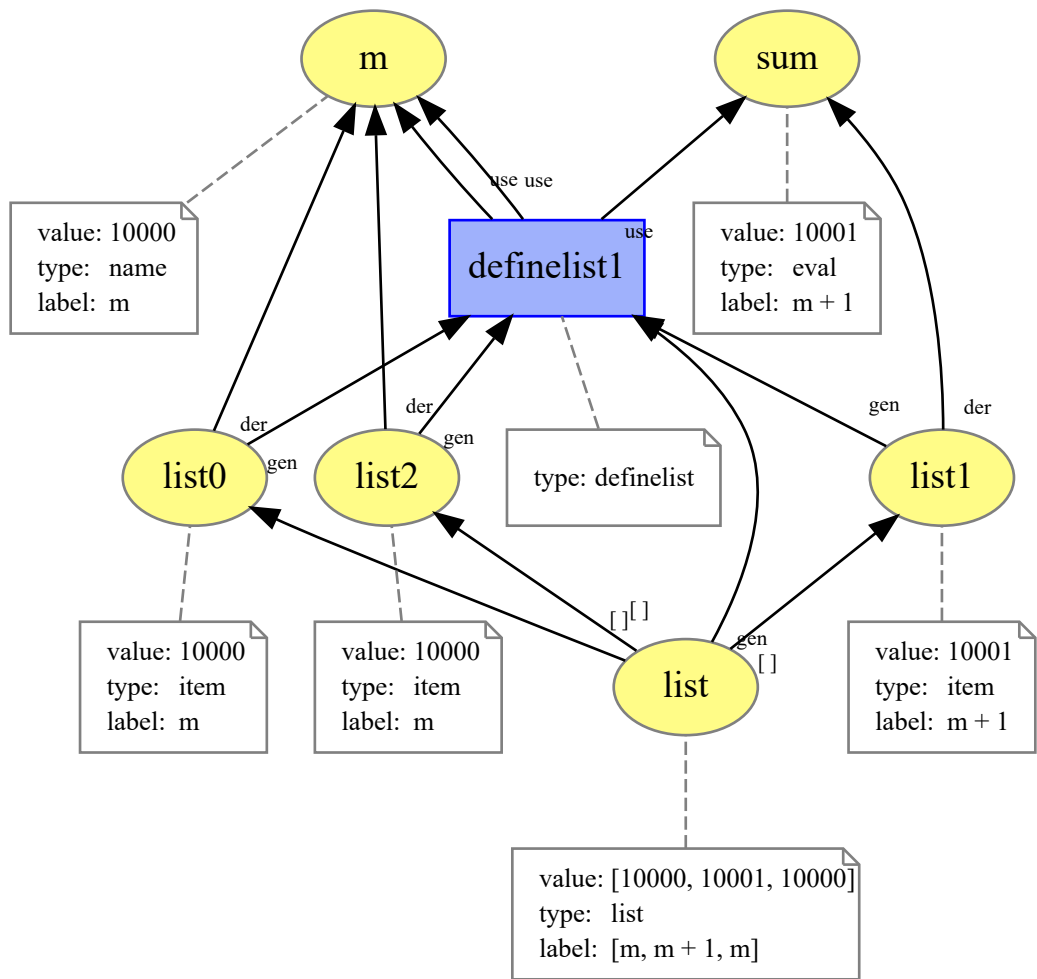 m
sum
use use
use
value: 10000
type: name
label: m
definelist1
value: 10001
type: eval
label: m + 1
der
gen
der
gen
gen
der
list0
list2
type: definelist
list1
[ ]
[ ]
gen
[ ]
value: 10000
type: item
label: m
value: 10000
type: item
label: m
list
value: 10001
type: item
label: m + 1
value: [10000, 10001, 10000]
type: list
label: [m, m + 1, m]